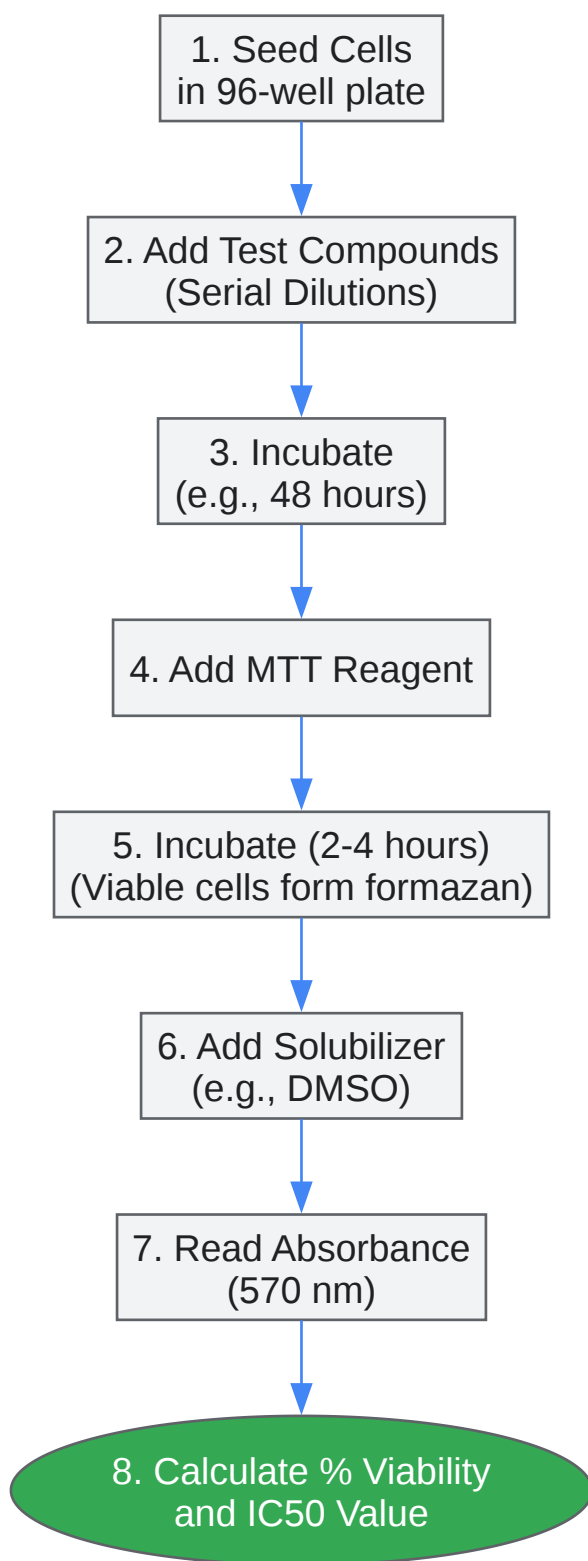 1. Seed Cells
in 96-well plate
2. Add Test Compounds
(Serial Dilutions)
3. Incubate
(e.g., 48 hours)
4. Add MTT Reagent
5. Incubate (2-4 hours)
(Viable cells form formazan)
6. Add Solubilizer
(e.g., DMSO)
7. Read Absorbance
(570 nm)
8. Calculate % Viability
and IC50 Value